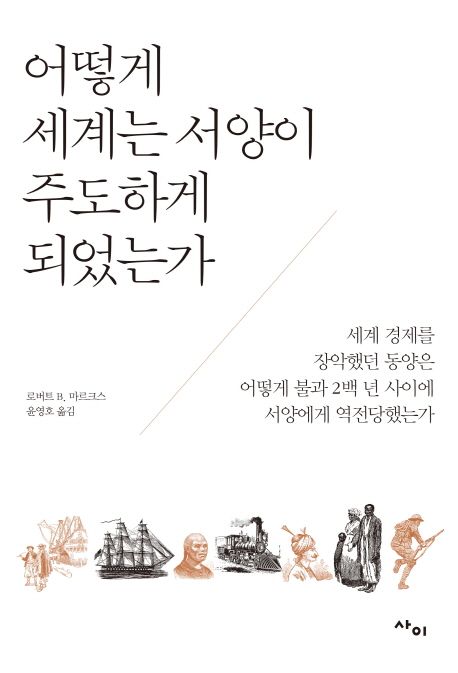 어떻게
세계는 서양이
주도하게
되었는가
세계 경제를
장악했던 동양은
어떻게 불과 2백 년 사이에
서양에게 역전당했는가
로버트 B. 마르크스
윤영호 옮김
사이